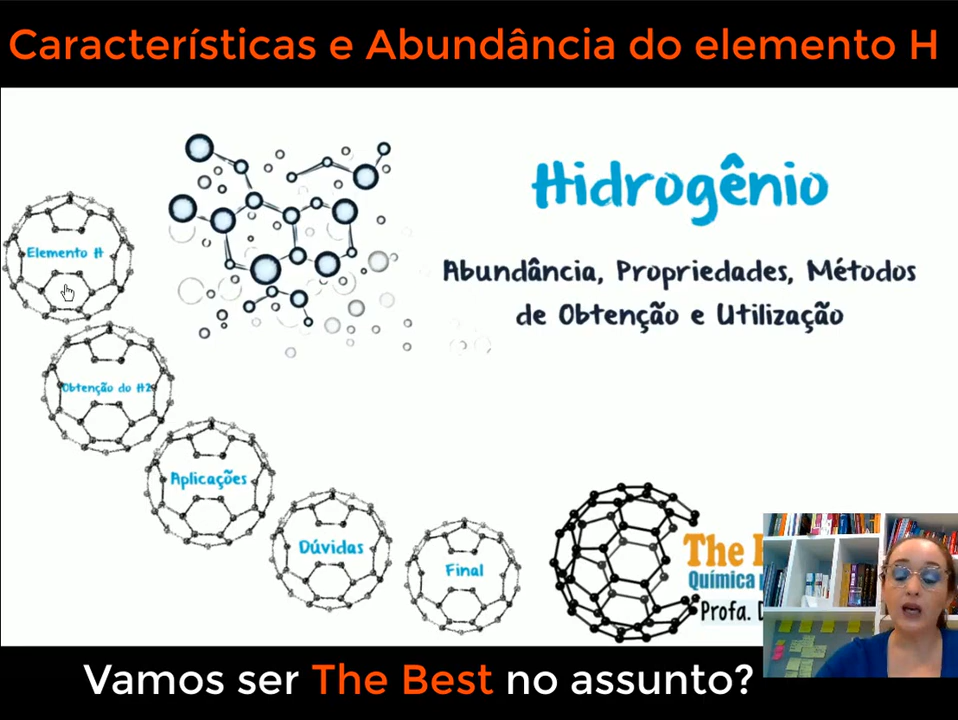 Características e Abundância do elemento H
Hidrogênio
Abundância, Propriedades, Métodos
de Obtenção e Utilização
Elemento H
Obtenção do H2
Aplicações
Dúvidas
Final
The
Química
Profa.
Vamos ser The Best no assunto?